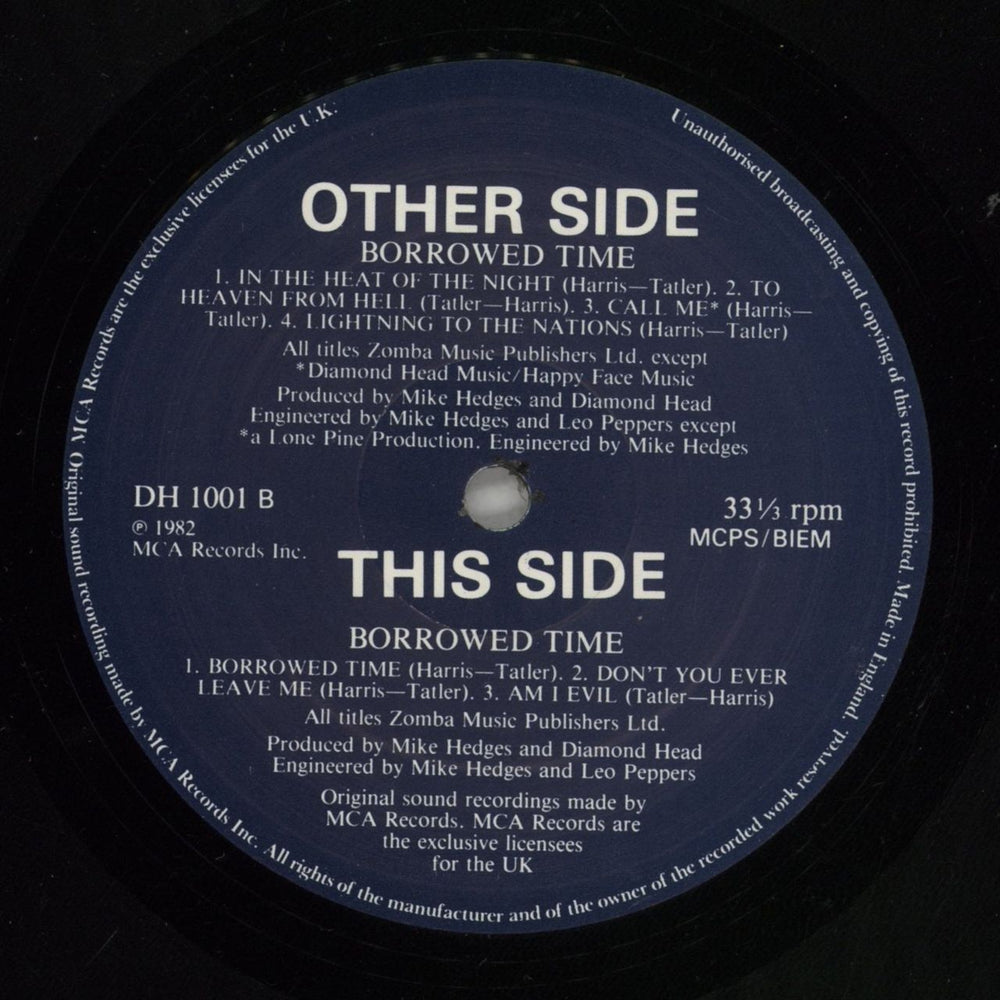 Original sound recording made by MCA Records Inc. All rights of the manufacturer and of the owner of the recorded work reserved. Made in England. Unauthorised broadcasting and copying of this record prohibited.
MCA Records are the exclusive licensees for the U.K.
OTHER SIDE
BORROWED TIME
1. IN THE HEAT OF THE NIGHT (Harris—Tatler). 2. TO
HEAVEN FROM HELL (Tatler—Harris). 3. CALL ME* (Harris—
Tatler). 4. LIGHTNING TO THE NATIONS (Harris—Tatler)
All titles Zomba Music Publishers Ltd. except
*Diamond Head Music/Happy Face Music
Produced by Mike Hedges and Diamond Head
Engineered by Mike Hedges and Leo Peppers except
*a Lone Pine Production. Engineered by Mike Hedges
DH 1001 B
℗ 1982
MCA Records Inc.
33⅓ rpm
MCPS/BIEM
THIS SIDE
BORROWED TIME
1. BORROWED TIME (Harris—Tatler). 2. DON'T YOU EVER
LEAVE ME (Harris—Tatler). 3. AM I EVIL (Tatler—Harris)
All titles Zomba Music Publishers Ltd.
Produced by Mike Hedges and Diamond Head
Engineered by Mike Hedges and Leo Peppers
Original sound recordings made by
MCA Records. MCA Records are
the exclusive licensees
for the UK